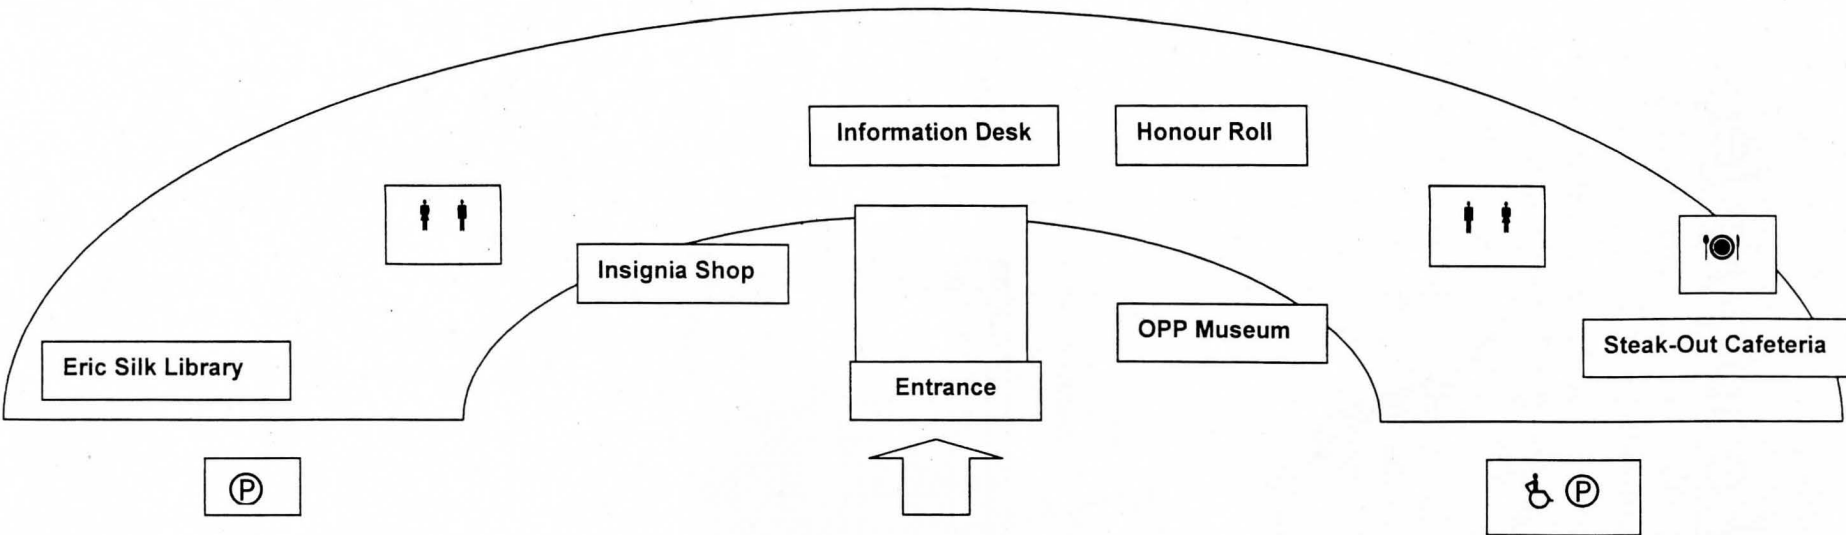 Information Desk
Honour Roll
Insignia Shop
OPP Museum
Steak-Out Cafeteria
Eric Silk Library
Entrance
P
P